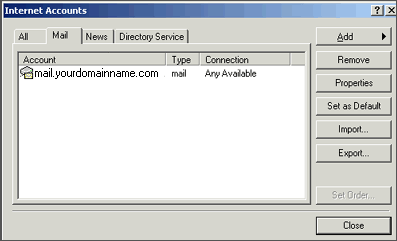 Internet Accounts
All Mail News Directory Service
Add
Remove
Properties
Set as Default
Import...
Export...
Set Order...
Close
Account Type Connection
mail.yourdomainname.com mail Any Available